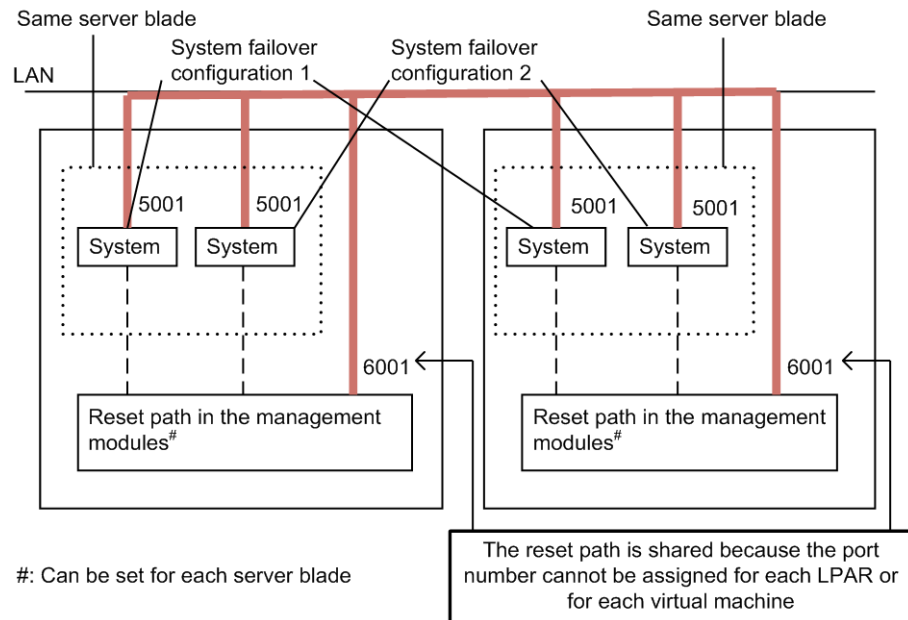 Same server blade
Same server blade
System failover
configuration 1
System failover
configuration 2
LAN
5001
5001
5001
5001
System
System
System
System
6001
6001
Reset path in the management
modules#
Reset path in the management
modules#
#: Can be set for each server blade
The reset path is shared because the port
number cannot be assigned for each LPAR or
for each virtual machine